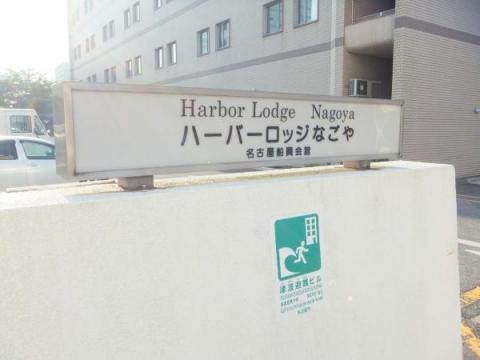 Harbor Lodge Nagoya
ハーバーロッジなごや
名古屋船員会館
津波避難ビル